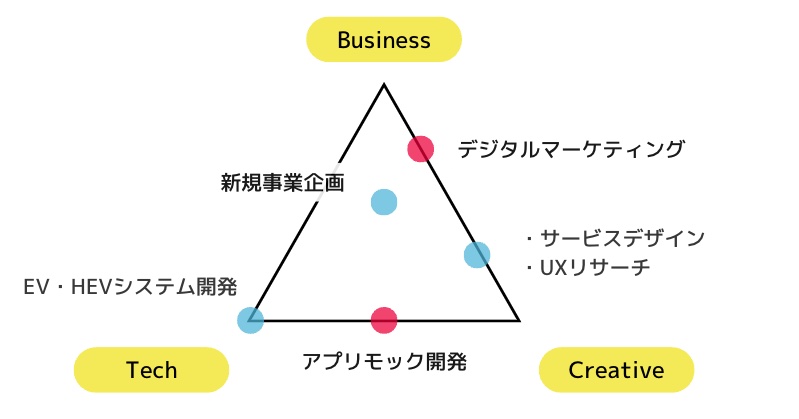 Business
デジタルマーケティング
新規事業企画
・サービスデザイン
・UXリサーチ
EV・HEVシステム開発
アプリモック開発
Tech
Creative